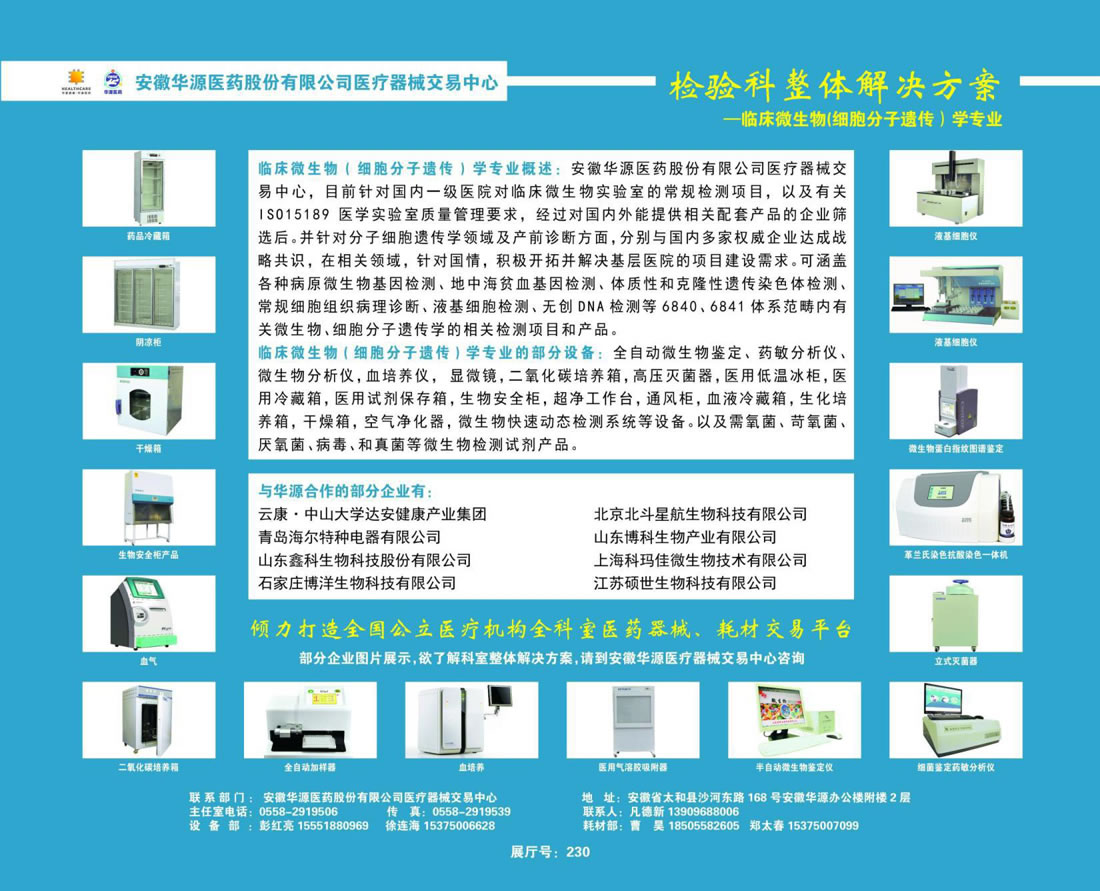 HEALTHCARE
华源医药
安徽华源医药股份有限公司医疗器械交易中心
检验科整体解决方案
—临床微生物(细胞分子遗传）学专业
临床微生物（细胞分子遗传）学专业概述：安徽华源医药股份有限公司医疗器械交
易中心，目前针对国内一级医院对临床微生物实验室的常规检测项目，以及有关
ISO15189 医学实验室质量管理要求，经过对国内外能提供相关配套产品的企业筛
选后。并针对分子细胞遗传学领域及产前诊断方面，分别与国内多家权威企业达成战
略共识，在相关领域，针对国情，积极开拓并解决基层医院的项目建设需求。可涵盖
各种病原微生物基因检测、地中海贫血基因检测、体质性和克隆性遗传染色体检测、
常规细胞组织病理诊断、液基细胞检测、无创DNA检测等6840、6841体系范畴内有
关微生物、细胞分子遗传学的相关检测项目和产品。
临床微生物（细胞分子遗传）学专业的部分设备：全自动微生物鉴定、药敏分析仪、
微生物分析仪，血培养仪， 显微镜，二氧化碳培养箱，高压灭菌器，医用低温冰柜，医
用冷藏箱，医用试剂保存箱，生物安全柜，超净工作台，通风柜，血液冷藏箱，生化培
养箱，干燥箱，空气净化器，微生物快速动态检测系统等设备。以及需氧菌、苛氧菌、
厌氧菌、病毒、和真菌等微生物检测试剂产品。
与华源合作的部分企业有：
云康·中山大学达安健康产业集团
北京北斗星航生物科技有限公司
青岛海尔特种电器有限公司
山东博科生物产业有限公司
山东鑫科生物科技股份有限公司
上海科玛佳微生物技术有限公司
石家庄博洋生物科技有限公司
江苏硕世生物科技有限公司
倾力打造全国公立医疗机构全科室医药器械、耗材交易平台
部分企业图片展示，欲了解科室整体解决方案，请到安徽华源医疗器械交易中心咨询
药品冷藏箱
阴凉柜
干燥箱
生物安全柜产品
血气
液基细胞仪
液基细胞仪
微生物蛋白指纹图谱鉴定
革兰氏染色抗酸染色一体机
立式灭菌器
二氧化碳培养箱
全自动加样器
血培养
医用气溶胶吸附器
半自动微生物鉴定仪
细菌鉴定药敏分析仪
联系部门： 安徽华源医药股份有限公司医疗器械交易中心
主任室电话：0558-2919506 传 真：0558-2919539
设 备 部 ：彭红亮 15551880969 徐连海 15375006628
地 址：安徽省太和县沙河东路 168 号安徽华源办公楼附楼 2 层
联系人：凡德新 13909688006
耗材部：曹 昊 18505582605 郑太春 15375007099
展厅号：230